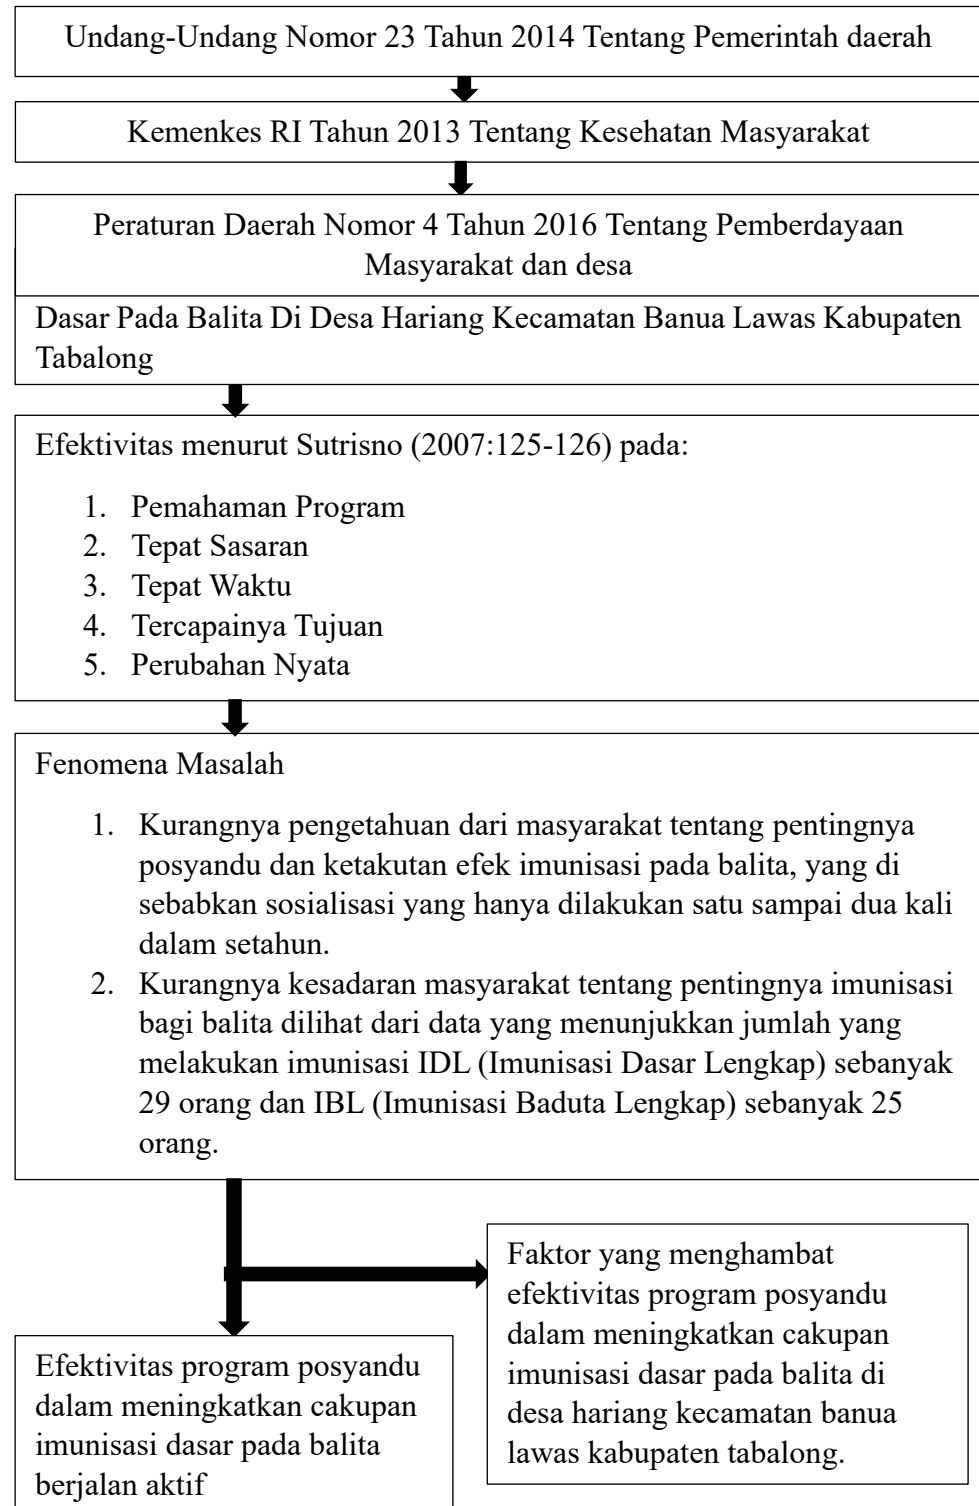 Undang-Undang Nomor 23 Tahun 2014 Tentang Pemerintah daerah
Kemenkes RI Tahun 2013 Tentang Kesehatan Masyarakat
Peraturan Daerah Nomor 4 Tahun 2016 Tentang Pemberdayaan
Masyarakat dan desa
Dasar Pada Balita Di Desa Hariang Kecamatan Banua Lawas Kabupaten
Tabalong
Efektivitas menurut Sutrisno (2007:125-126) pada:
1. Pemahaman Program
2. Tepat Sasaran
3. Tepat Waktu
4. Tercapainya Tujuan
5. Perubahan Nyata
Fenomena Masalah
1. Kurangnya pengetahuan dari masyarakat tentang pentingnya
posyandu dan ketakutan efek imunisasi pada balita, yang di
sebabkan sosialisasi yang hanya dilakukan satu sampai dua kali
dalam setahun.
2. Kurangnya kesadaran masyarakat tentang pentingnya imunisasi
bagi balita dilihat dari data yang menunjukkan jumlah yang
melakukan imunisasi IDL (Imunisasi Dasar Lengkap) sebanyak
29 orang dan IBL (Imunisasi Baduta Lengkap) sebanyak 25
orang.
Faktor yang menghambat
efektivitas program posyandu
dalam meningkatkan cakupan
imunisasi dasar pada balita di
desa hariang kecamatan banua
lawas kabupaten tabalong.
Efektivitas program posyandu
dalam meningkatkan cakupan
imunisasi dasar pada balita
berjalan aktif